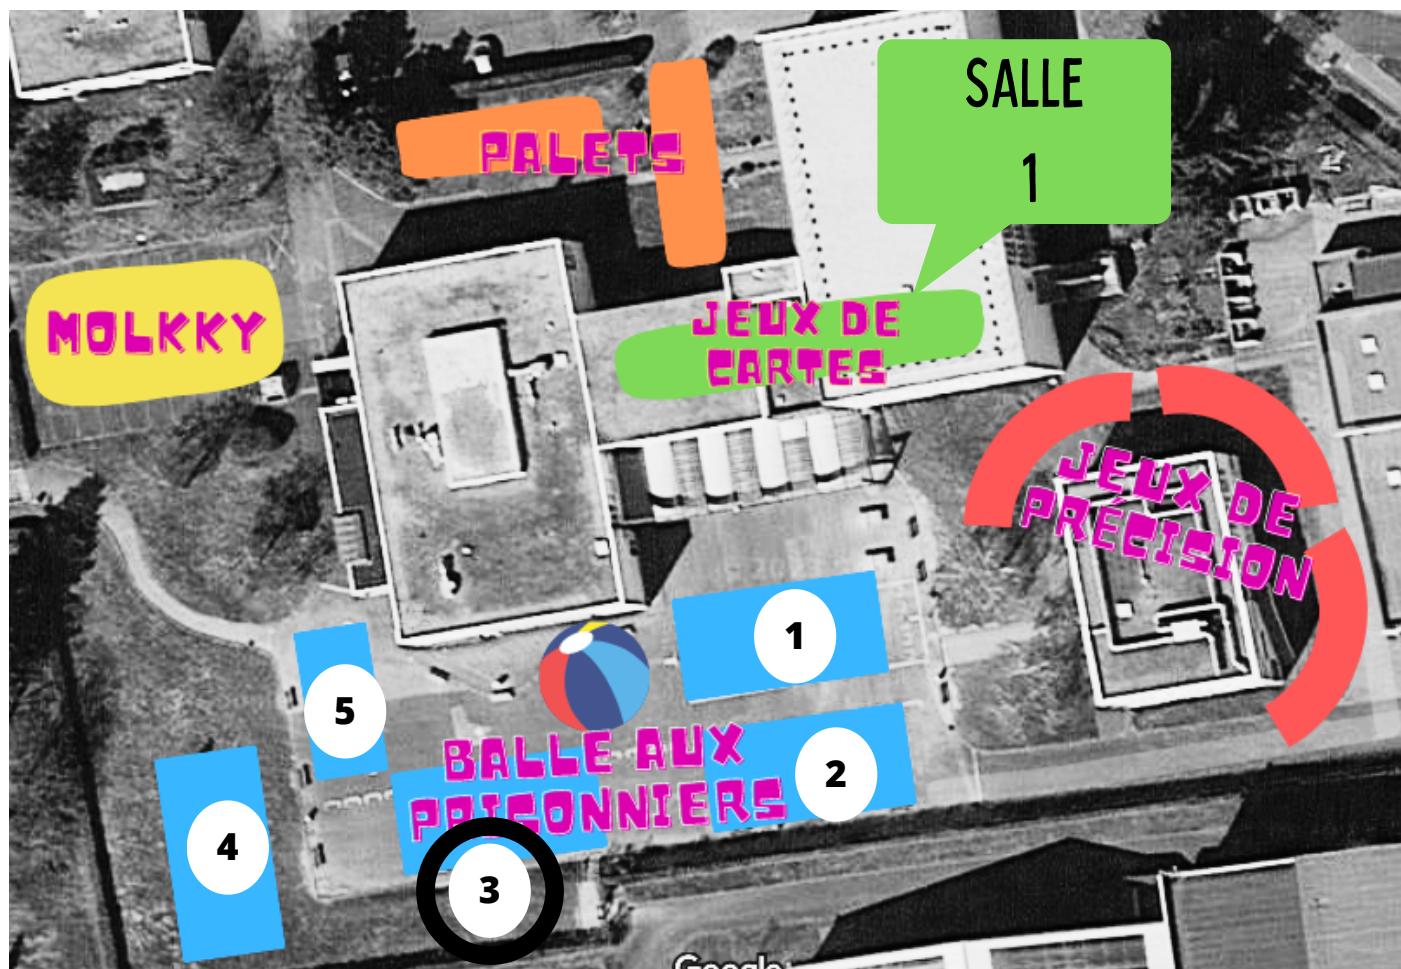 SALLE
1
PALETS
MOLKKY
JEUX DE
CARTES
JEUX DE
PRÉCISION
1
5
BALLE AUX
PRISONNIERS
2
4
3
Google